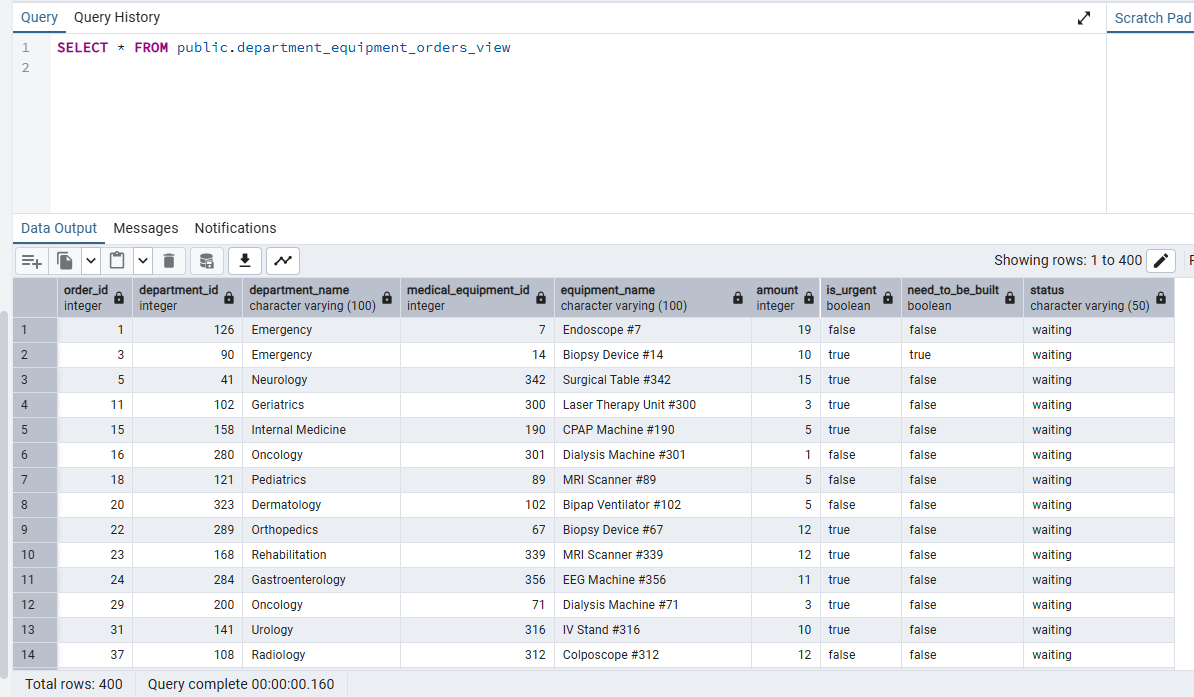 Query Query History Scratch Pad
1 SELECT * FROM public.department_equipment_orders_view
2
Data Output Messages Notifications
Showing rows: 1 to 400
order_id department_id department_name medical_equipment_id equipment_name amount is_urgent need_to_be_built status
integer integer character varying (100) integer character varying (100) integer boolean boolean character varying (50)
1 1 126 Emergency 7 Endoscope #7 19 false false waiting
2 3 90 Emergency 14 Biopsy Device #14 10 true true waiting
3 5 41 Neurology 342 Surgical Table #342 15 true false waiting
4 11 102 Geriatrics 300 Laser Therapy Unit #300 3 true false waiting
5 15 158 Internal Medicine 190 CPAP Machine #190 5 true false waiting
6 16 280 Oncology 301 Dialysis Machine #301 1 false false waiting
7 18 121 Pediatrics 89 MRI Scanner #89 5 false false waiting
8 20 323 Dermatology 102 Bipap Ventilator #102 5 false false waiting
9 22 289 Orthopedics 67 Biopsy Device #67 12 true false waiting
10 23 168 Rehabilitation 339 MRI Scanner #339 12 true false waiting
11 24 284 Gastroenterology 356 EEG Machine #356 11 true false waiting
12 29 200 Oncology 71 Dialysis Machine #71 3 true false waiting
13 31 141 Urology 316 IV Stand #316 10 true false waiting
14 37 108 Radiology 312 Colposcope #312 12 false false waiting
Total rows: 400 Query complete 00:00:00.160